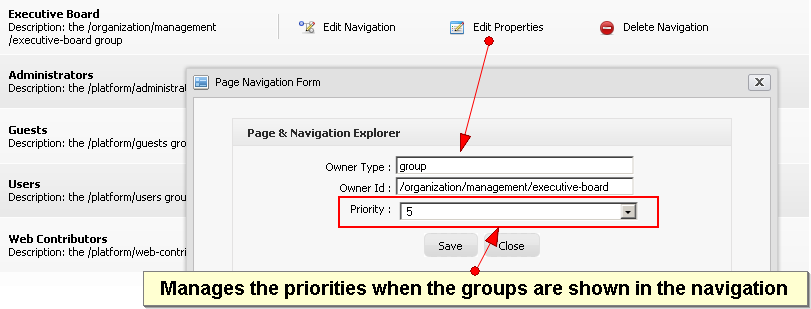 Executive Board
Description: the /organization/management
/executive-board group
Edit Navigation
Edit Properties
Delete Navigation
Administrators
Description: the /platform/administrat
Guests
Description: the /platform/guests gro
Users
Description: the /platform/users grou
Web Contributors
Description: the /platform/web-contri
Page Navigation Form
X
Page & Navigation Explorer
Owner Type :
group
Owner Id :
/organization/management/executive-board
Priority :
5
Save
Close
Manages the priorities when the groups are shown in the navigation